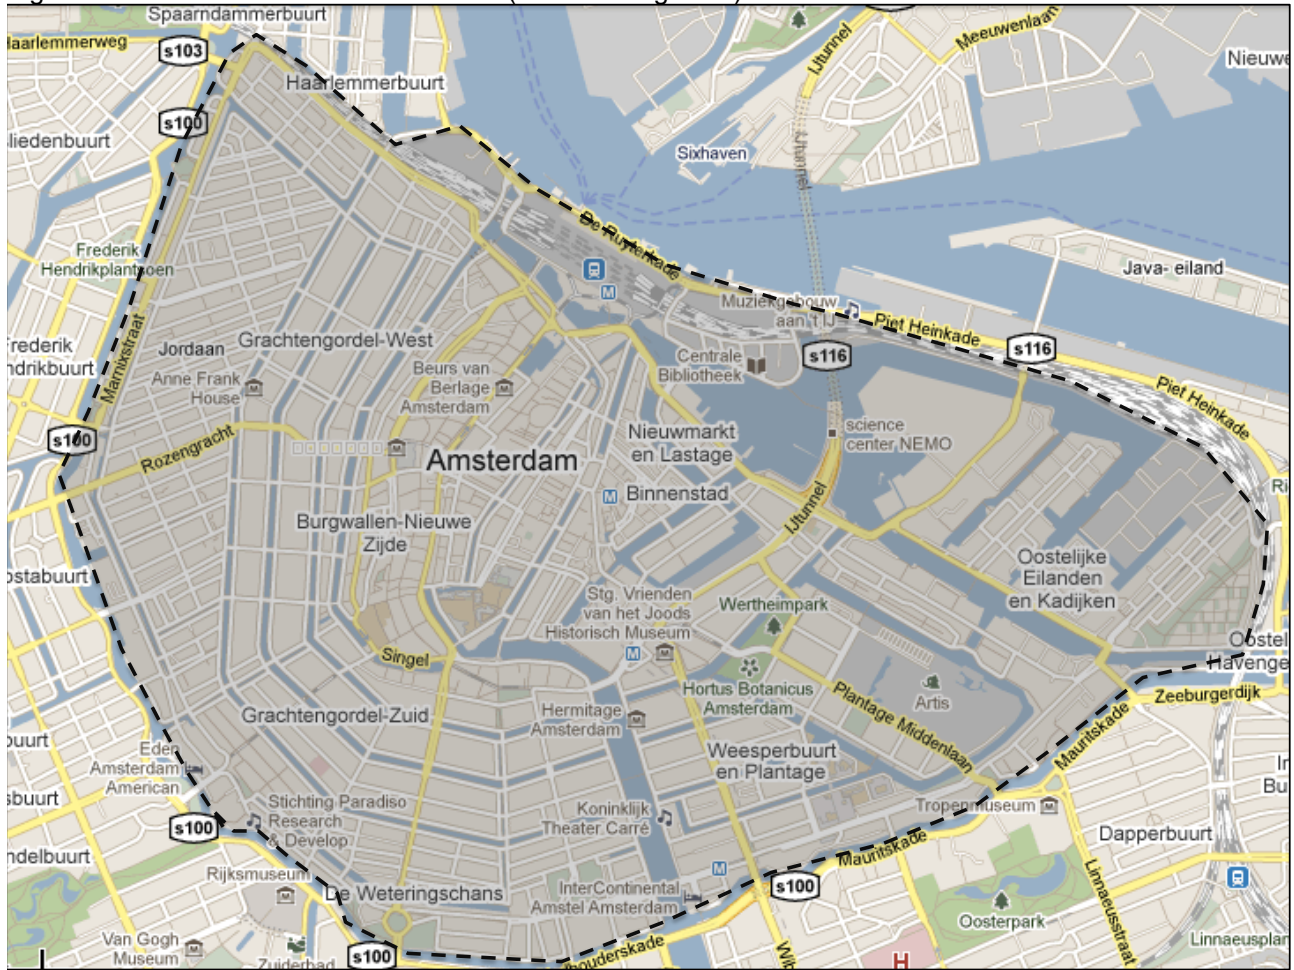 Spaarndammerbuurt
Haarlemmerweg
s103
Haarlemmerbuurt
IJtunnel
Meeuwenlaan
s100
Sixhaven
IJtunnel
De Ruyterkade
Frederik
Hendrikplantsoen
Java- eiland
Muziekgebouw
aan 't IJ
Piet Heinkade
s116
s116
Piet Heinkade
Marnixstraat
Jordaan
Grachtengordel-West
Anne Frank
House
Beurs van
Berlage
Amsterdam
Centrale
Bibliotheek
Frederik
s100
Rozengracht
Amsterdam
Nieuwmarkt
en Lastage
science
center NEMO
Binnenstad
M
M
IJtunnel
Burgwallen-Nieuwe
Zijde
Oostelijke
Eilanden
en Kadijken
Stg. Vrienden
van het Joods
Historisch Museum
M
Wertheimpark
Singel
Hortus Botanicus
Amsterdam
Artis
Plantage Middenlaan
Zeeburgerdijk
Mauritskade
Grachtengordel-Zuid
Hermitage
Amsterdam
Weesperbuurt
en Plantage
Eden
Amsterdam
American
Stichting Paradiso
Research
& Develop
s100
Koninklijk
Theater Carré
Tropenmuseum
Mauritskade
Dapperbuurt
Rijksmuseum
De Weteringschans
InterContinental
Amstel Amsterdam
M
s100
Linnaeusstraat
Oosterpark
Van Gogh
Museum
Zuiderbad
s100
H